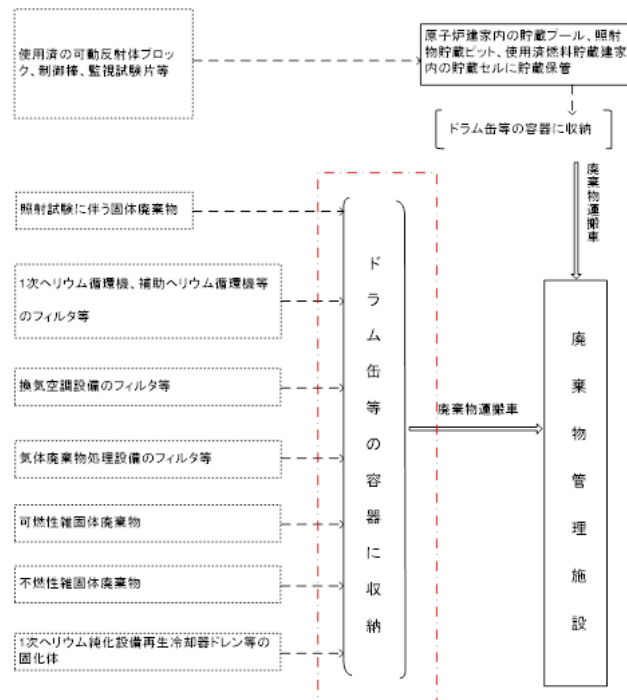 使用済の可動反射体ブロック
、制御棒、監視試験片等
原子炉建家内の貯蔵プール、照射
物貯蔵ピット、使用済燃料貯蔵建家
内の貯蔵セルに貯蔵保管
ドラム缶等の容器に収納
廃棄物運搬車
照射試験に伴う固体廃棄物
1次ヘリウム循環機、補助ヘリウム循環機等
のフィルタ等
換気空調設備のフィルタ等
気体廃棄物処理設備のフィルタ等
可燃性雑固体廃棄物
不燃性雑固体廃棄物
1次ヘリウム純化設備再生冷却器ドレン等の
固化体
ドラム缶等の容器に収納
廃棄物運搬車
廃棄物管理施設